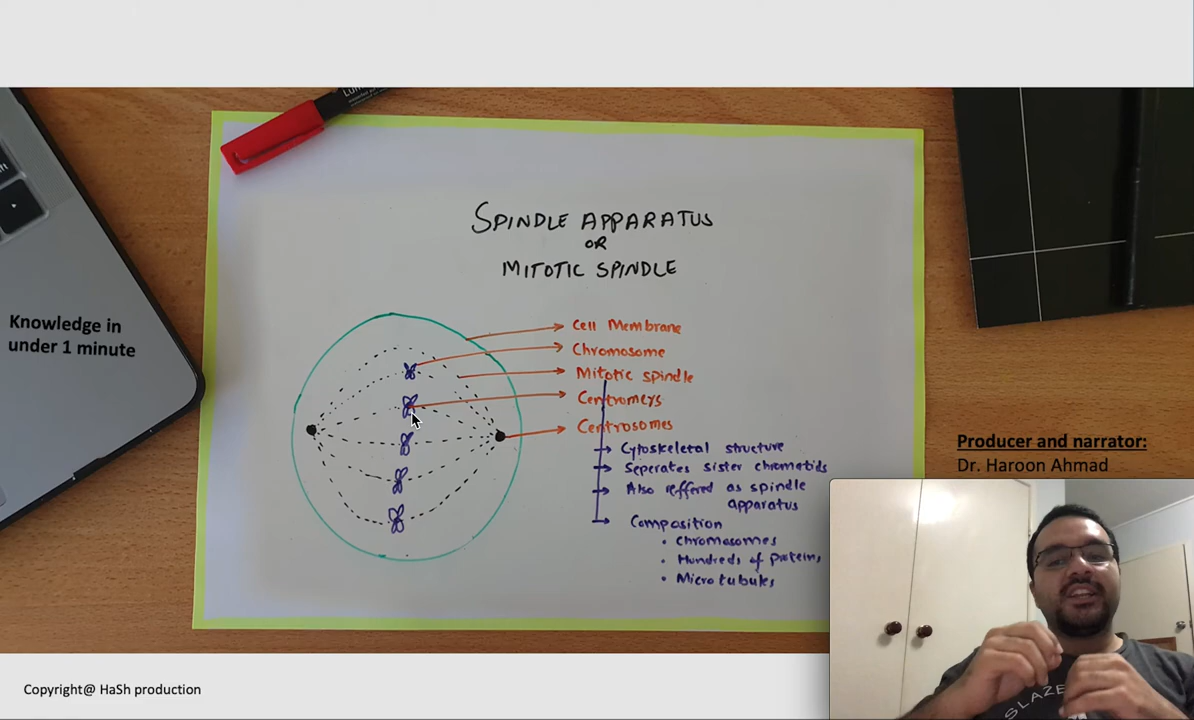 SPINDLE APPARATUS
OR
MITOTIC SPINDLE
Cell Membrane
Chromosome
Mitotic spindle
Centromers
Centrosomes
Cytoskeletal structure
Seperates sister chromatids
Also reffered as spindle
apparatus
Composition
• Chromosomes
• Hundreds of proteins
• Microtubules
Knowledge in
under 1 minute
Producer and narrator:
Dr. Haroon Ahmad
Copyright@ HaSh production
SLAZE